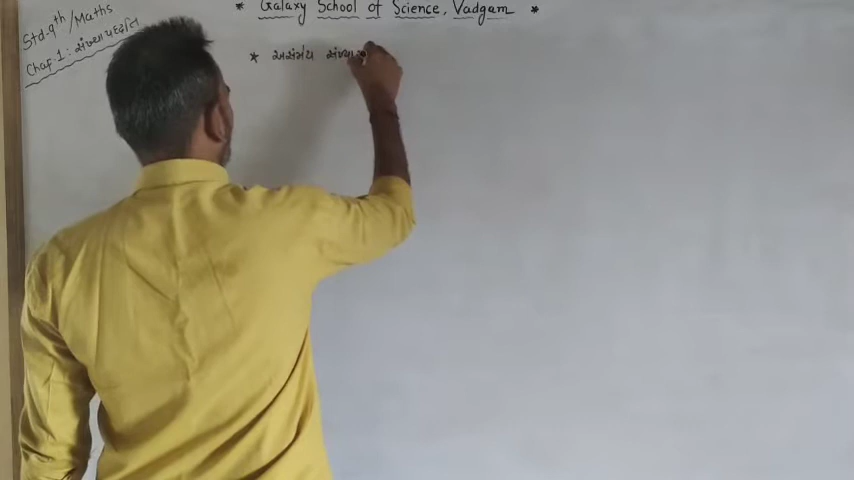 * Galaxy School of Science, Vadgam *
Std-9th/Maths
Chap-1: સંખ્યા પદ્ધતિ
* અસંમેય સંખ્યા